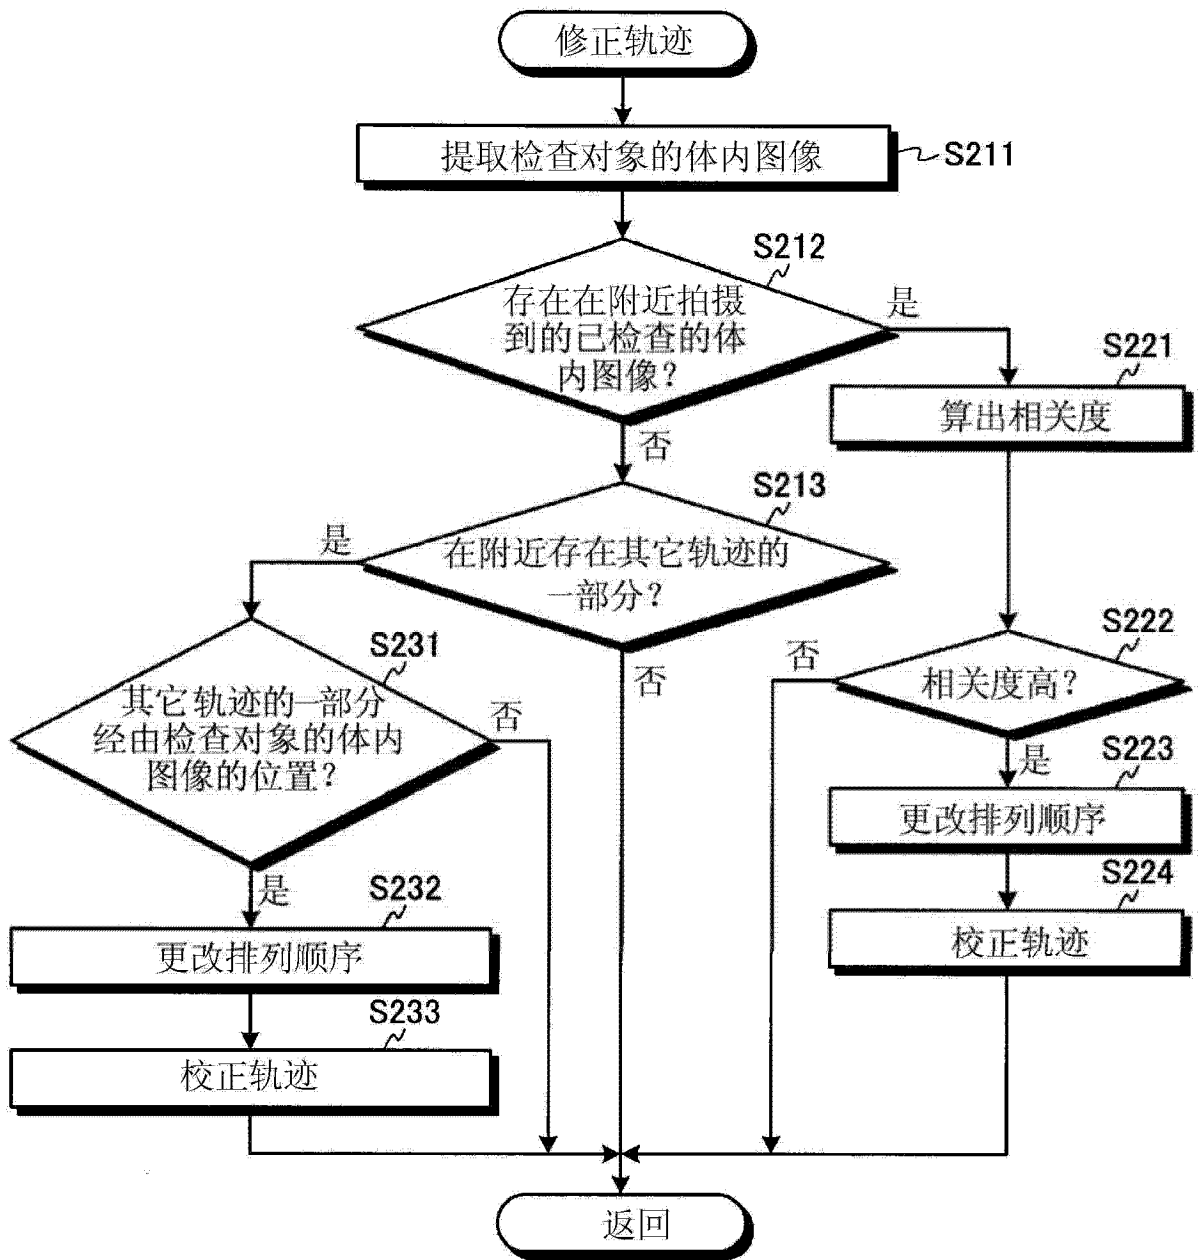 修正轨迹
提取检查对象的体内图像
S211
S212
存在在附近拍摄
到的已检查的体
内图像？
是
否
S221
算出相关度
S213
在附近存在其它轨迹的
一部分？
是
否
S222
相关度高？
否
是
S231
其它轨迹的一部分
经由检查对象的体内
图像的位置？
否
是
S223
更改排列顺序
S224
校正轨迹
S232
更改排列顺序
S233
校正轨迹
返回